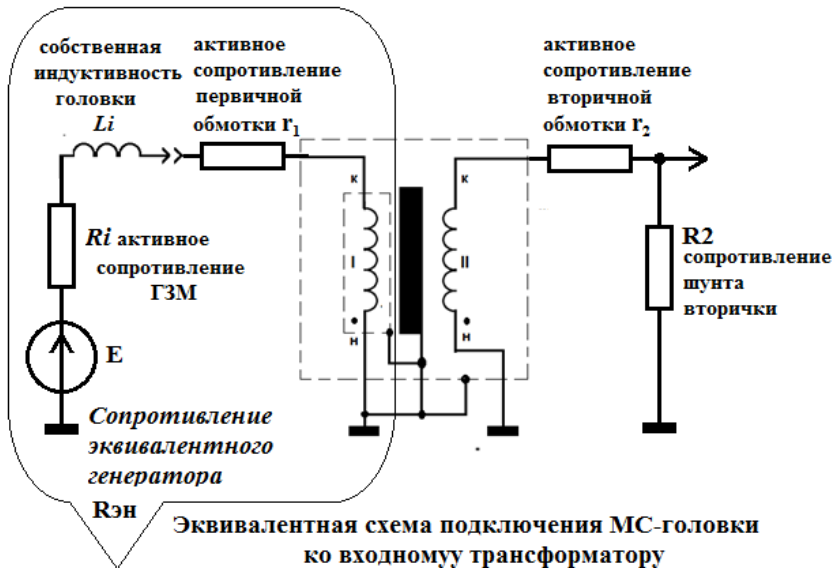 собственная
индуктивность
головки
Li
активное
сопротивление
первичной
обмотки r₁
активное
сопротивление
вторичной
обмотки r₂
к
к
Ri активное
сопротивление
ГЗМ
I
II
R2
сопротивление
шунта
вторички
н
н
E
Сопротивление
эквивалентного
генератора
Rэн
Эквивалентная схема подключения МС-головки
ко входномуу трансформатору